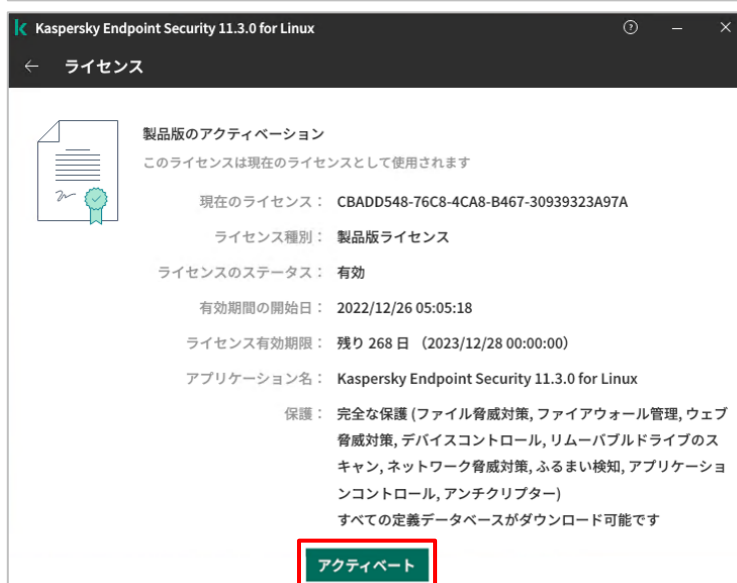 Kaspersky Endpoint Security 11.3.0 for Linux
ライセンス
製品版のアクティベーション
このライセンスは現在のライセンスとして使用されます
現在のライセンス： CBADD548-76C8-4CA8-B467-30939323A97A
ライセンス種別： 製品版ライセンス
ライセンスのステータス： 有効
有効期間の開始日： 2022/12/26 05:05:18
ライセンス有効期限： 残り 268 日 （2023/12/28 00:00:00）
アプリケーション名： Kaspersky Endpoint Security 11.3.0 for Linux
保護： 完全な保護 (ファイル脅威対策, ファイアウォール管理, ウェブ
脅威対策, デバイスコントロール, リムーバブルドライブのス
キャン, ネットワーク脅威対策, ふるまい検知, アプリケーショ
ンコントロール, アンチクリプター)
すべての定義データベースがダウンロード可能です
アクティベート